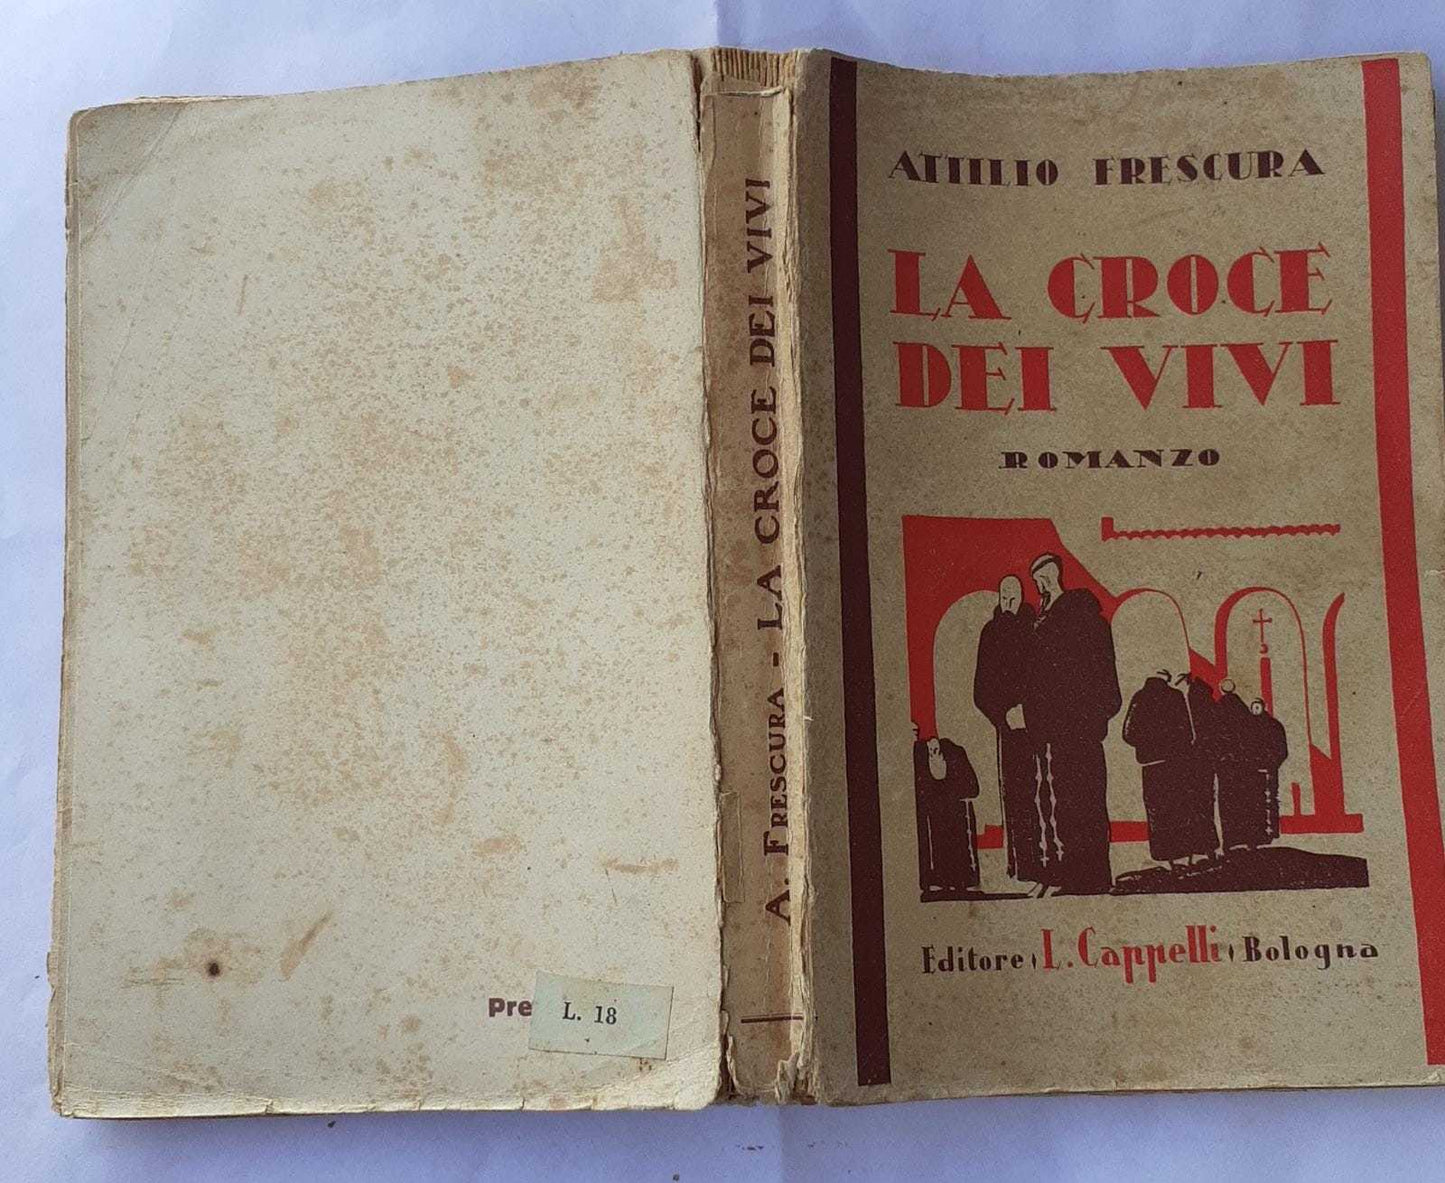 ATTILIO FRESCURA
LA CROCE
DEI VIVI
ROMANZO
Editore L. Cappelli Bologna
A. FRESCURA - LA CROCE DEI VIVI
Pre
L. 18